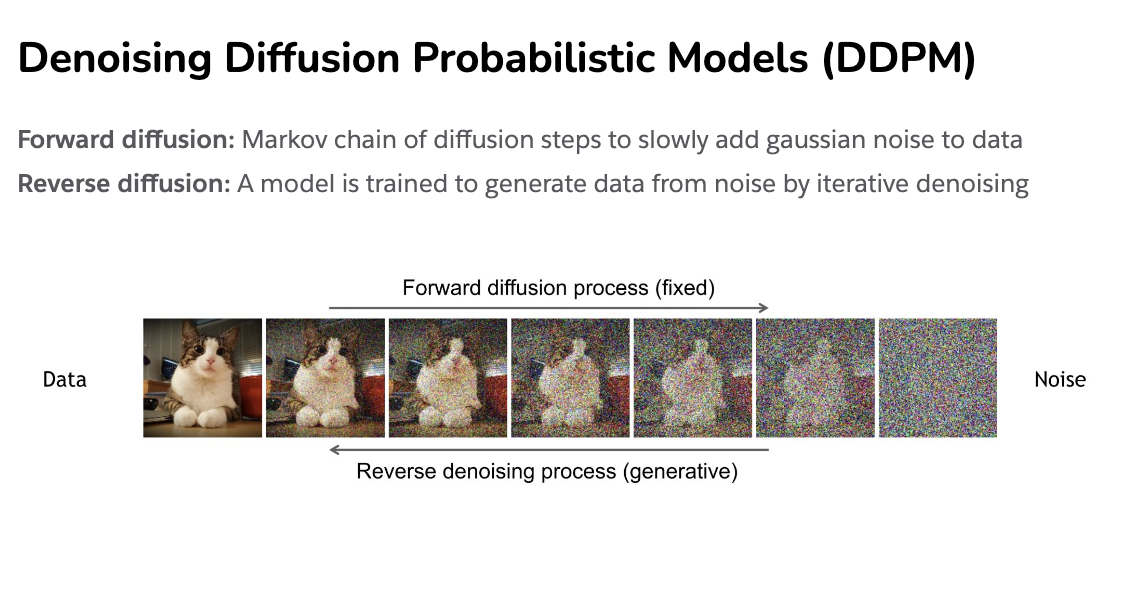 Denoising Diffusion Probabilistic Models (DDPM)
Forward diffusion: Markov chain of diffusion steps to slowly add gaussian noise to data
Reverse diffusion: A model is trained to generate data from noise by iterative denoising
Forward diffusion process (fixed)
Data
Noise
Reverse denoising process (generative)